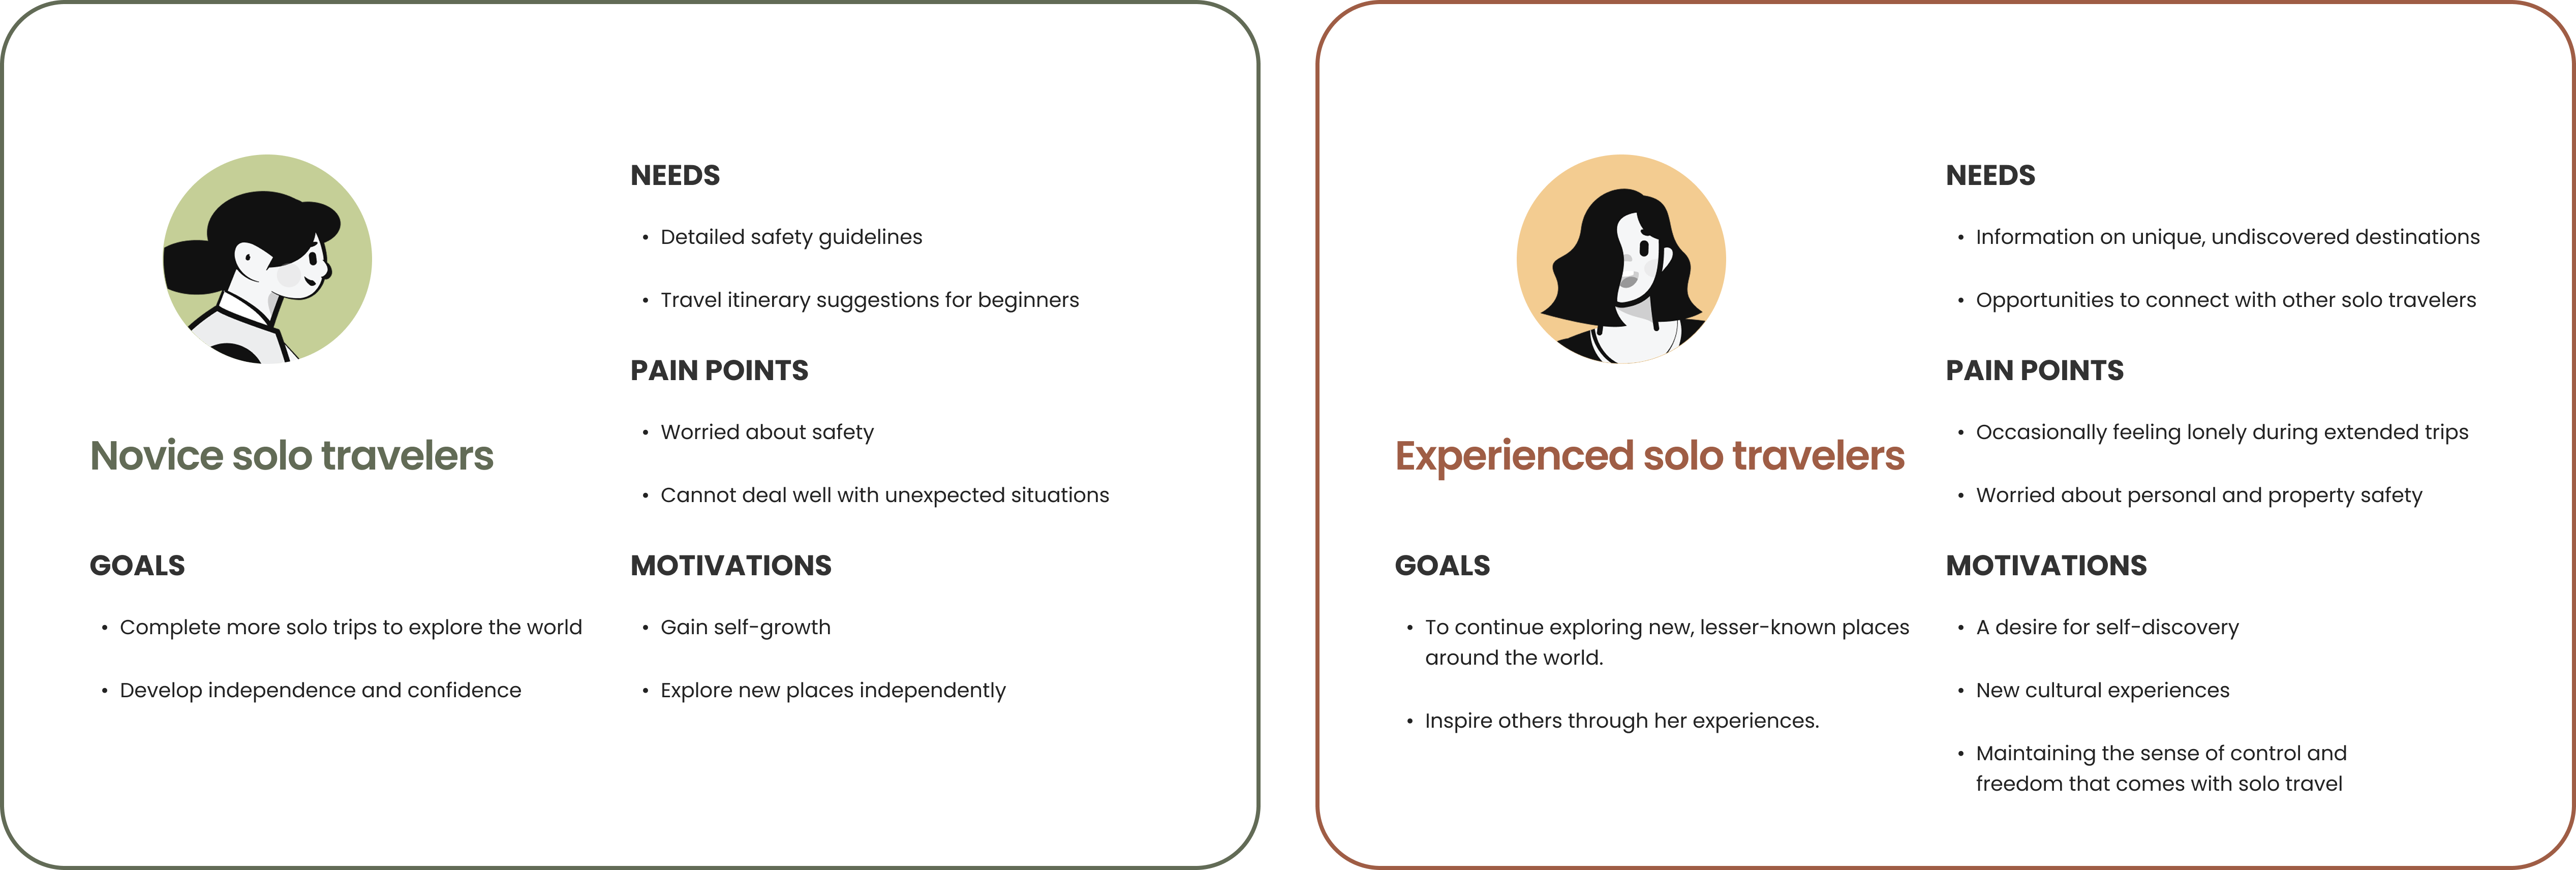 Novice solo travelers
GOALS
• Complete more solo trips to explore the world
• Develop independence and confidence
NEEDS
• Detailed safety guidelines
• Travel itinerary suggestions for beginners
PAIN POINTS
• Worried about safety
• Cannot deal well with unexpected situations
MOTIVATIONS
• Gain self-growth
• Explore new places independently
Experienced solo travelers
GOALS
• To continue exploring new, lesser-known places
around the world.
• Inspire others through her experiences.
NEEDS
• Information on unique, undiscovered destinations
• Opportunities to connect with other solo travelers
PAIN POINTS
• Occasionally feeling lonely during extended trips
• Worried about personal and property safety
MOTIVATIONS
• A desire for self-discovery
• New cultural experiences
• Maintaining the sense of control and
freedom that comes with solo travel